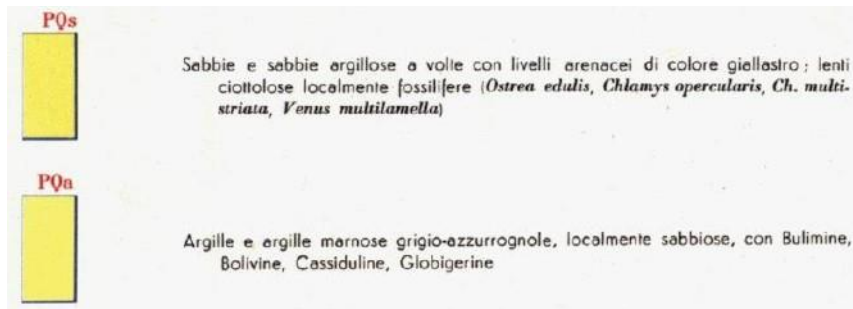 PQs
Sabbie e sabbie argillose a volte con livelli arenacei di colore giallastro; lenti
ciottolose localmente fossilifere (Ostrea edulis, Chlamys opercularis, Ch. multi-
striata, Venus multilamella)
PQa
Argille e argille marnose grigio-azzurrognole, localmente sabbiose, con Bulimine,
Bolivine, Cassiduline, Globigerine